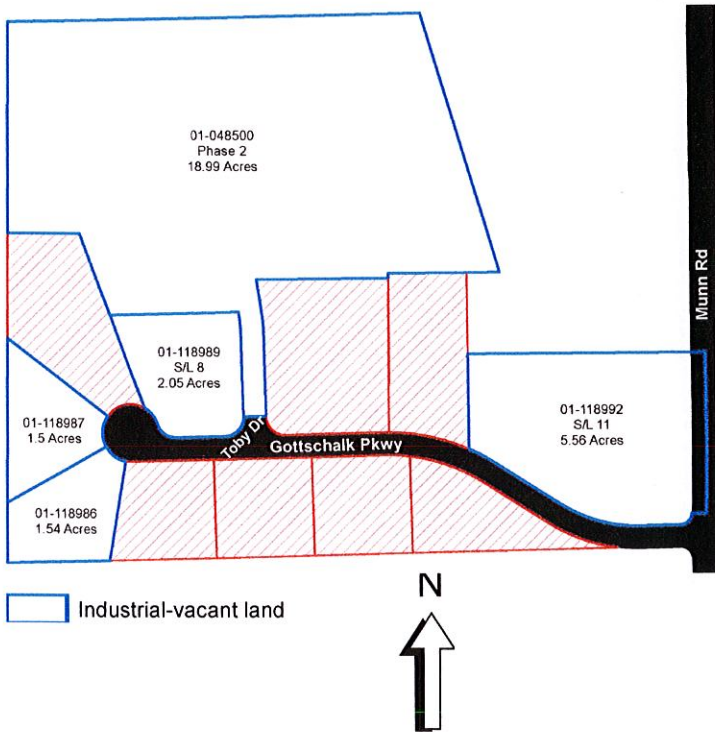 01-048500
Phase 2
18.99 Acres
Munn Rd
01-118989
S/L 8
2.05 Acres
01-118987
1.5 Acres
01-118992
S/L 11
5.56 Acres
Toby Dr
Gottschalk Pkwy
01-118986
1.54 Acres
Industrial-vacant land
N